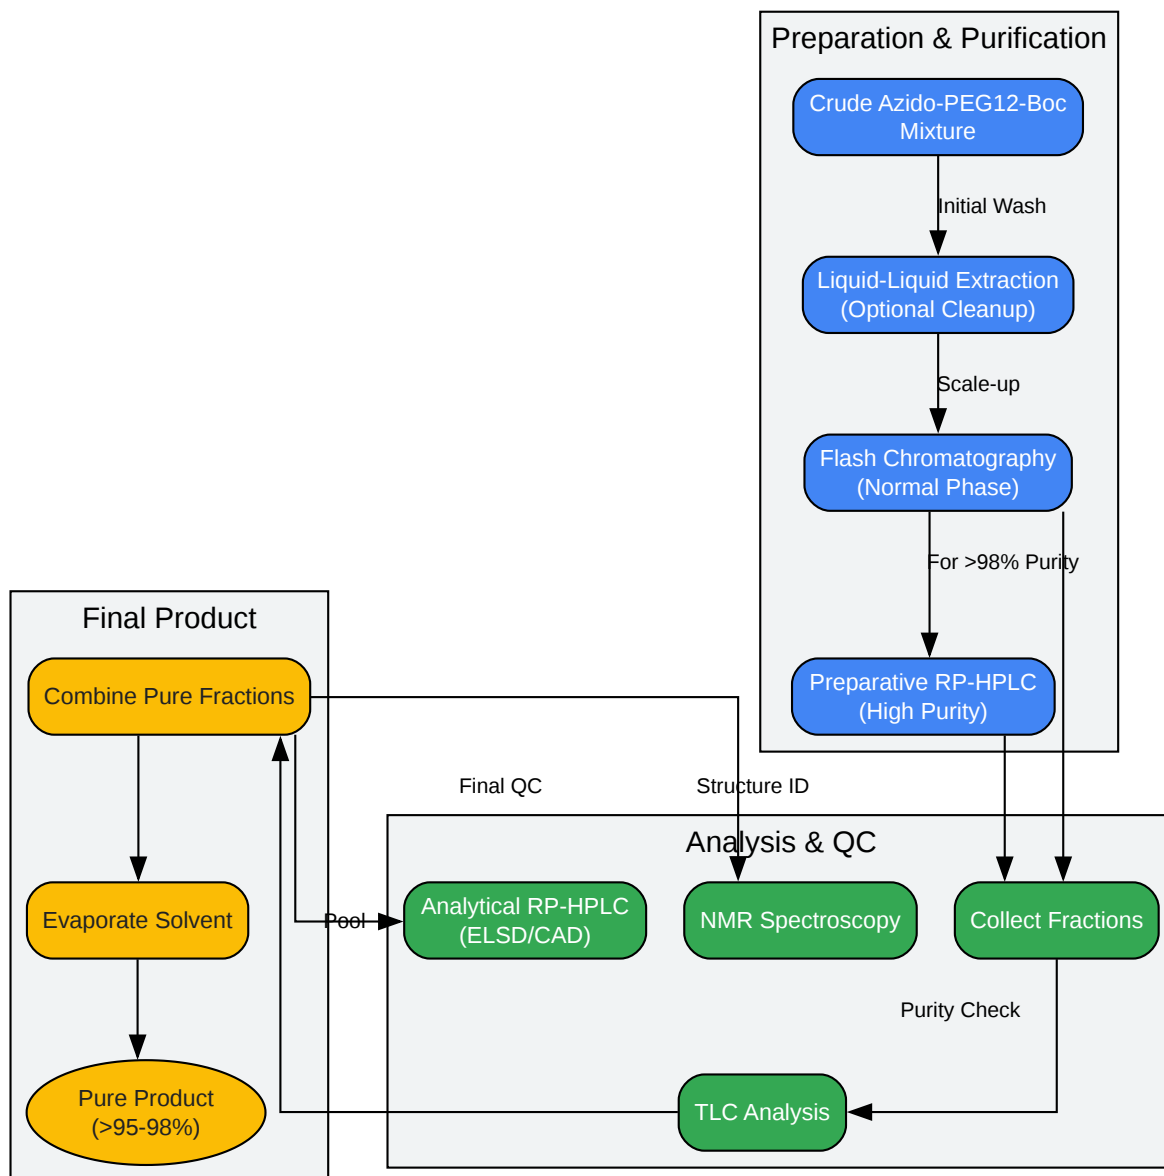 Preparation & Purification
Crude Azido-PEG12-Boc
Mixture
Initial Wash
Liquid-Liquid Extraction
(Optional Cleanup)
Scale-up
Flash Chromatography
(Normal Phase)
For >98% Purity
Preparative RP-HPLC
(High Purity)
Final Product
Combine Pure Fractions
Evaporate Solvent
Pure Product
(>95-98%)
Final QC
Structure ID
Pool
Analysis & QC
Analytical RP-HPLC
(ELSD/CAD)
NMR Spectroscopy
Collect Fractions
Purity Check
TLC Analysis